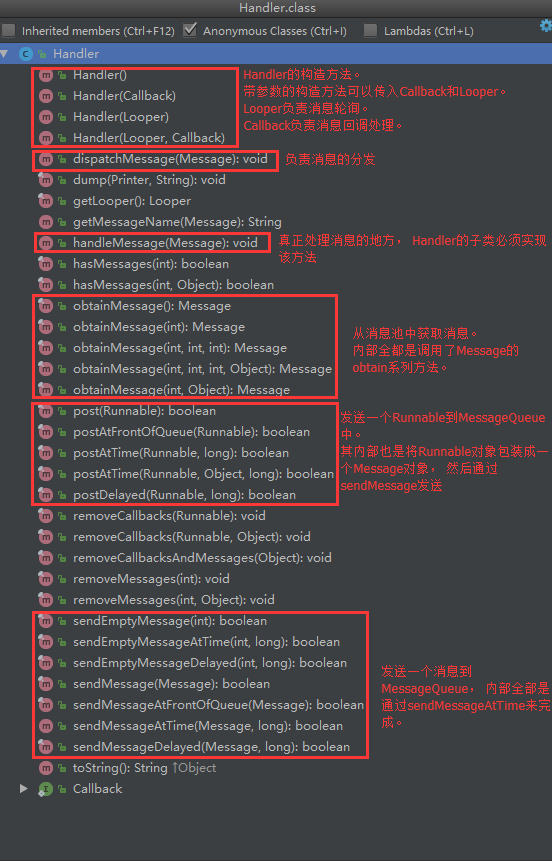 Handler.class
Inherited members (Ctrl+F12) Anonymous Classes (Ctrl+I) Lambdas (Ctrl+L)
Handler
Handler()
Handler(Callback)
Handler(Looper)
Handler(Looper, Callback)
Handler的构造方法。
带参数的构造方法可以传入Callback和Looper。
Looper负责消息轮询。
Callback负责消息回调处理。
dispatchMessage(Message): void
负责消息的分发
dump(Printer, String): void
getLooper(): Looper
getMessageName(Message): String
handleMessage(Message): void
真正处理消息的地方， Handler的子类必须实现
该方法
hasMessages(int): boolean
hasMessages(int, Object): boolean
obtainMessage(): Message
obtainMessage(int): Message
obtainMessage(int, int, int): Message
obtainMessage(int, int, int, Object): Message
obtainMessage(int, Object): Message
从消息池中获取消息。
内部全都是调用了Message的
obtain系列方法。
post(Runnable): boolean
postAtFrontOfQueue(Runnable): boolean
postAtTime(Runnable, long): boolean
postAtTime(Runnable, Object, long): boolean
postDelayed(Runnable, long): boolean
发送一个Runnable到MessageQueue
中。
其内部也是将Runnable对象包装成一
个Message对象， 然后通过
sendMessage发送
removeCallbacks(Runnable): void
removeCallbacks(Runnable, Object): void
removeCallbacksAndMessages(Object): void
removeMessages(int): void
removeMessages(int, Object): void
sendEmptyMessage(int): boolean
sendEmptyMessageAtTime(int, long): boolean
sendEmptyMessageDelayed(int, long): boolean
sendMessage(Message): boolean
sendMessageAtFrontOfQueue(Message): boolean
sendMessageAtTime(Message, long): boolean
sendMessageDelayed(Message, long): boolean
发送一个消息到
MessageQueue， 内部全部是
通过sendMessageAtTime来完
成。
toString(): String ↑Object
Callback